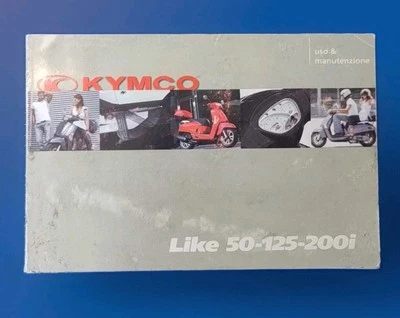 uso &
manutenzione
KYMCO
Like 50-125-200i